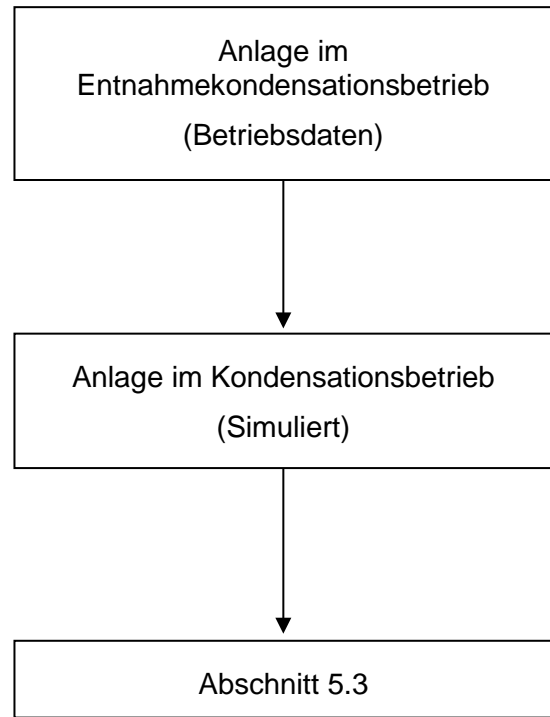 Anlage im
Entnahmekondensationsbetrieb
(Betriebsdaten)
Anlage im Kondensationsbetrieb
(Simuliert)
Abschnitt 5.3